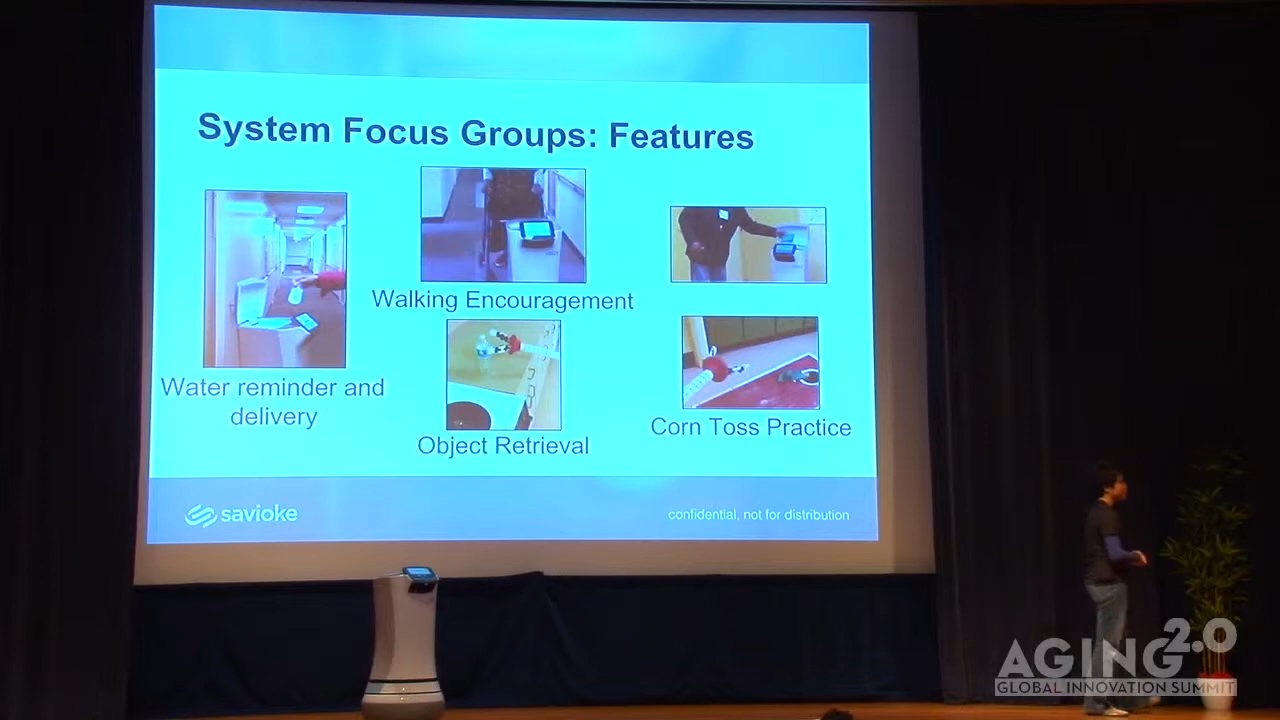 System Focus Groups: Features
Walking Encouragement
Water reminder and
delivery
Object Retrieval
Corn Toss Practice
savioke
confidential, not for distribution
AGING2.0
GLOBAL INNOVATION SUMMIT